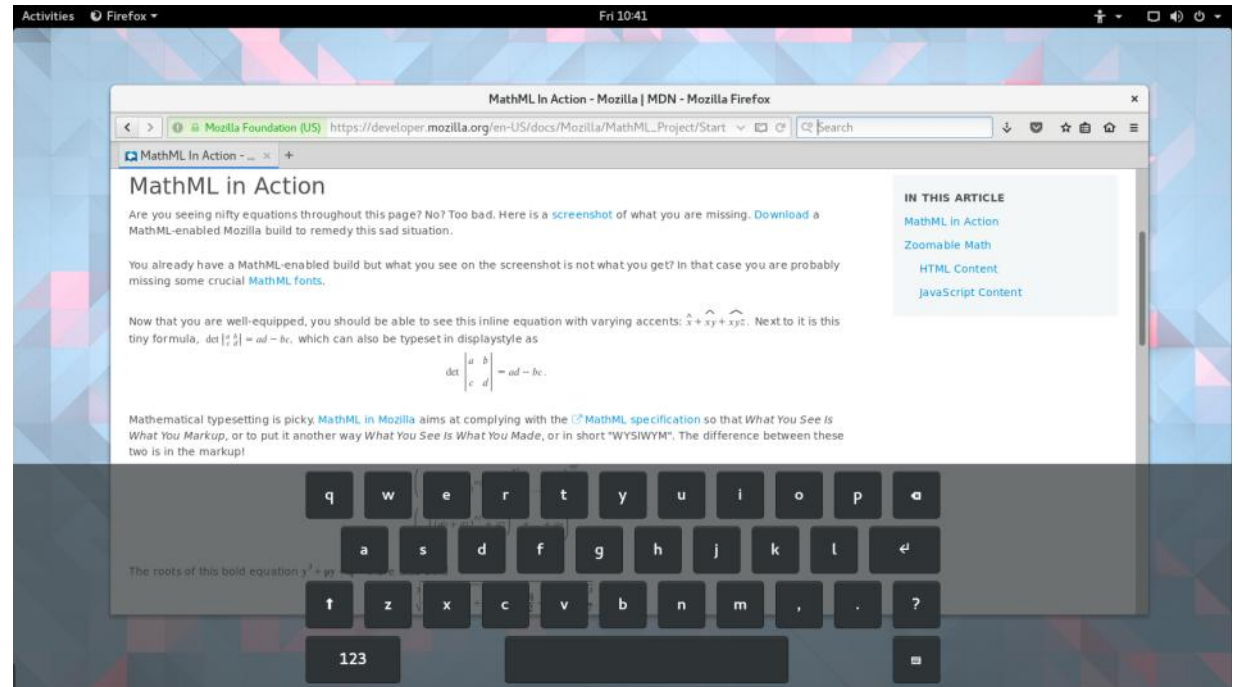 Activities Firefox Fri 10:41
MathML In Action - Mozilla | MDN - Mozilla Firefox
Mozilla Foundation (US) https://developer.mozilla.org/en-US/docs/Mozilla/MathML_Project/Start Search
MathML In Action - ...
MathML in Action
Are you seeing nifty equations throughout this page? No? Too bad. Here is a screenshot of what you are missing. Download a
MathML-enabled Mozilla build to remedy this sad situation.
You already have a MathML-enabled build but what you see on the screenshot is not what you get? In that case you are probably
missing some crucial MathML fonts.
Now that you are well-equipped, you should be able to see this inline equation with varying accents: x̂ + xy͡ + xyz͡. Next to it is this
tiny formula, det |a b c d| = ad − bc, which can also be typeset in displaystyle as
det |a b
c d| = ad − bc.
Mathematical typesetting is picky. MathML in Mozilla aims at complying with the MathML specification so that What You See Is
What You Markup, or to put it another way What You See Is What You Made, or in short "WYSIWYM". The difference between these
two is in the markup!
The roots of this bold equation
IN THIS ARTICLE
MathML in Action
Zoomable Math
HTML Content
JavaScript Content
q w e r t y u i o p
a s d f g h j k l
z x c v b n m , . ?
123